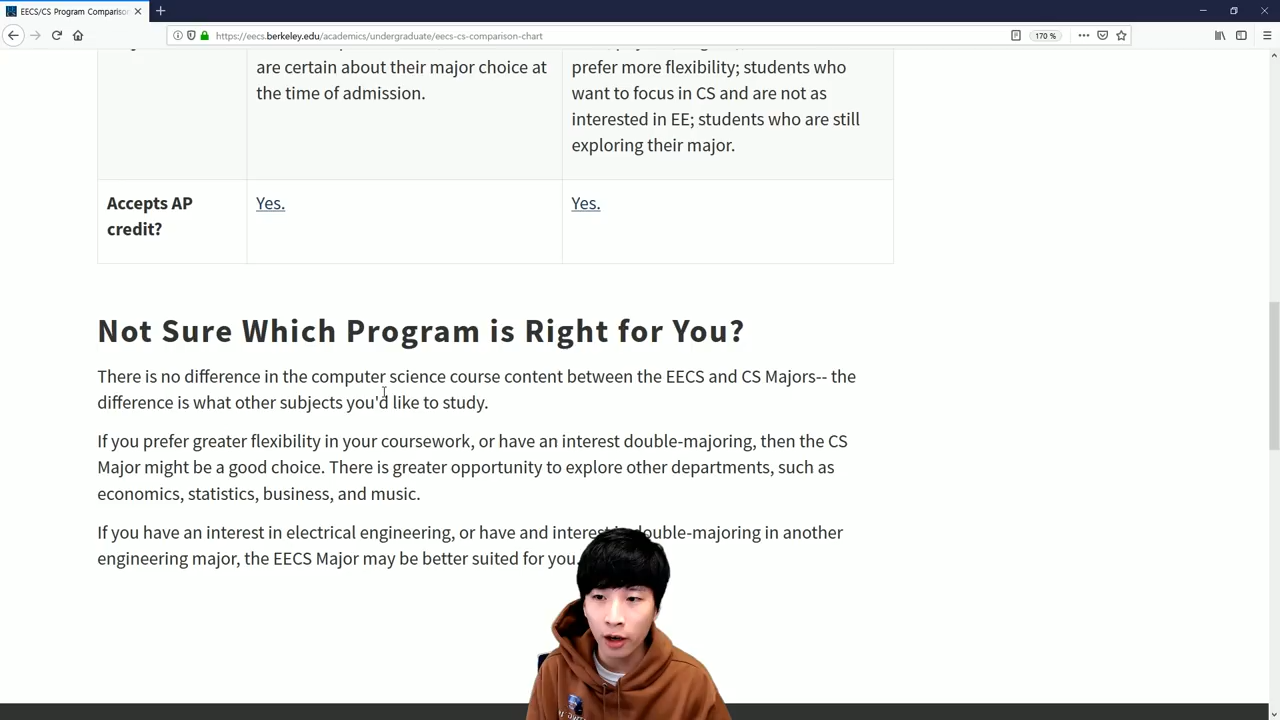 EECS/CS Program Comparison
https://eecs.berkeley.edu/academics/undergraduate/eecs-cs-comparison-chart
170 %
are certain about their major choice at
the time of admission.
prefer more flexibility; students who
want to focus in CS and are not as
interested in EE; students who are still
exploring their major.
Accepts AP
credit?
Yes.
Yes.
Not Sure Which Program is Right for You?
There is no difference in the computer science course content between the EECS and CS Majors-- the
difference is what other subjects you'd like to study.
If you prefer greater flexibility in your coursework, or have an interest double-majoring, then the CS
Major might be a good choice. There is greater opportunity to explore other departments, such as
economics, statistics, business, and music.
If you have an interest in electrical engineering, or have and interest in double-majoring in another
engineering major, the EECS Major may be better suited for you.